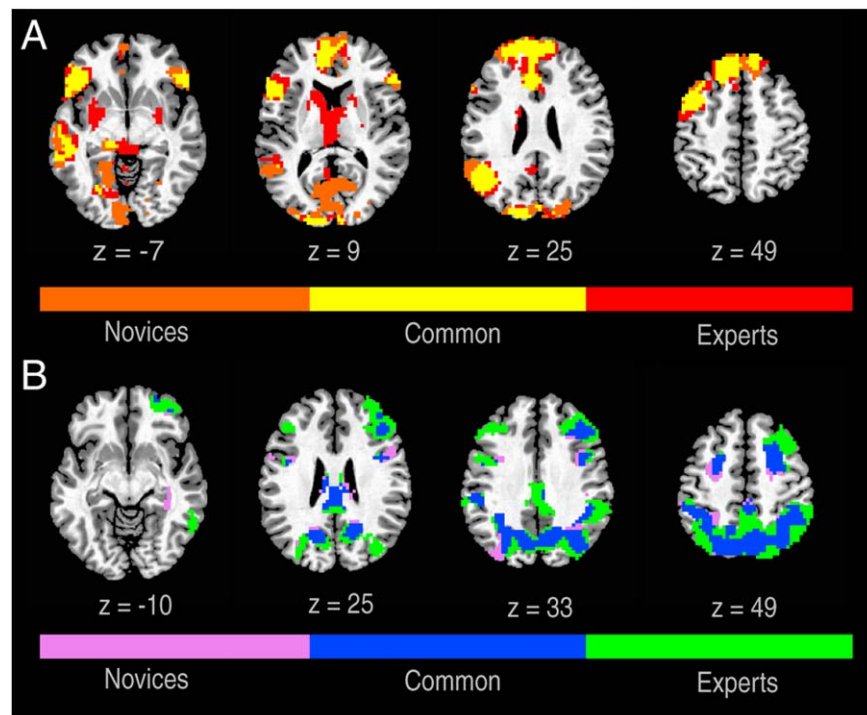 A
z = -7 z = 9 z = 25 z = 49
Novices Common Experts
B
z = -10 z = 25 z = 33 z = 49
Novices Common Experts